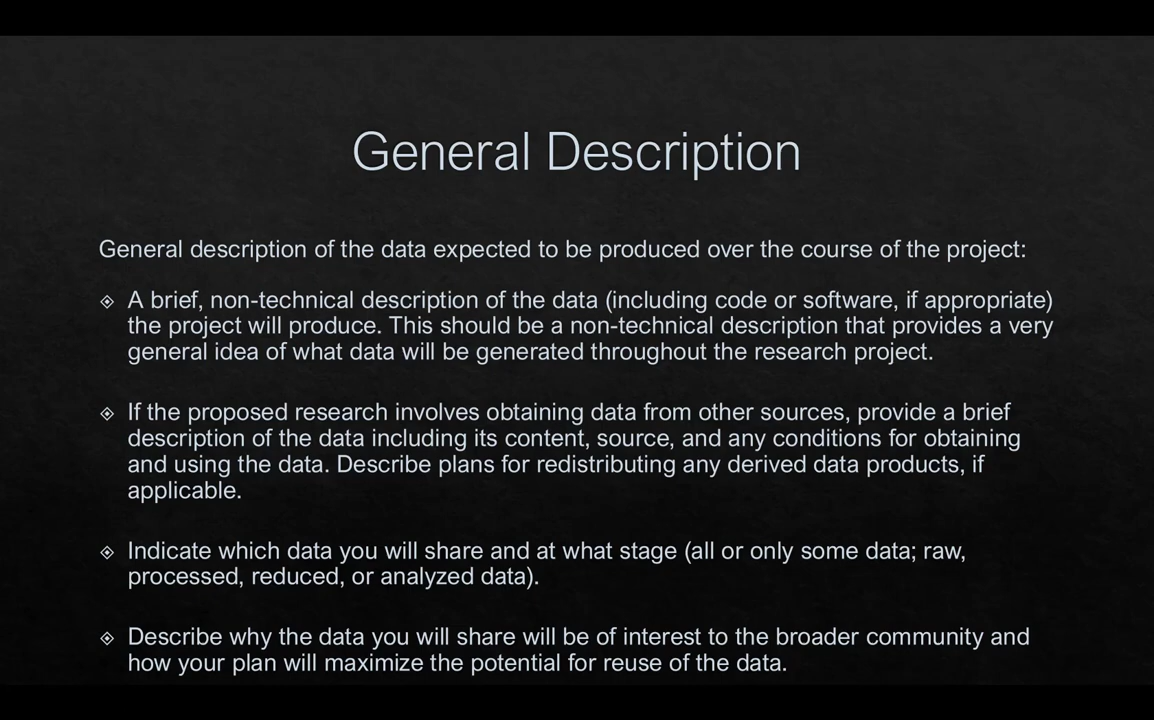 General Description
General description of the data expected to be produced over the course of the project:
A brief, non-technical description of the data (including code or software, if appropriate)
the project will produce. This should be a non-technical description that provides a very
general idea of what data will be generated throughout the research project.
If the proposed research involves obtaining data from other sources, provide a brief
description of the data including its content, source, and any conditions for obtaining
and using the data. Describe plans for redistributing any derived data products, if
applicable.
Indicate which data you will share and at what stage (all or only some data; raw,
processed, reduced, or analyzed data).
Describe why the data you will share will be of interest to the broader community and
how your plan will maximize the potential for reuse of the data.